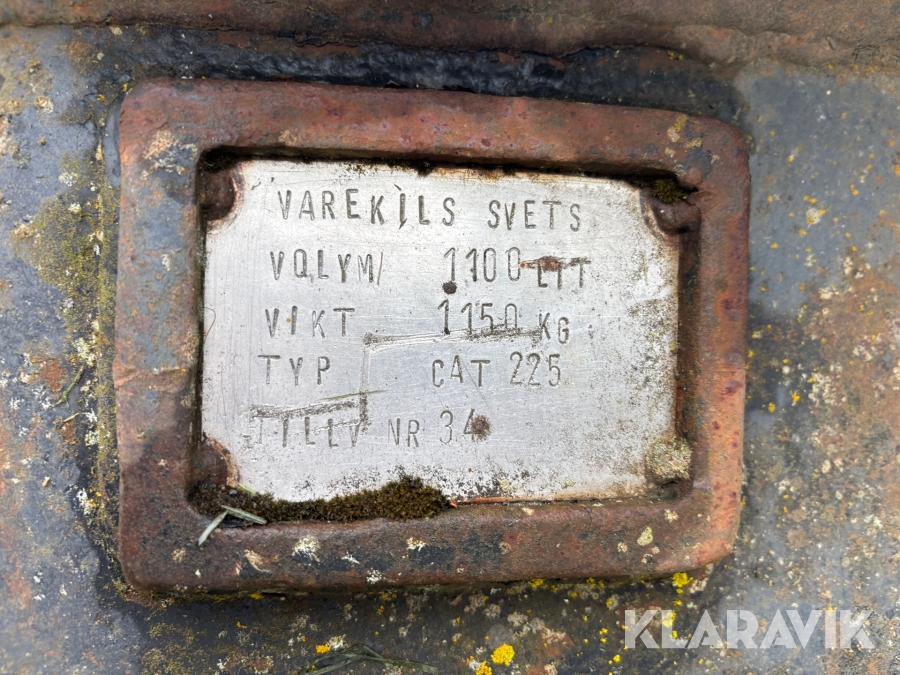 VAREKILS SVETS
VOLYM/ 1100 LIT
VIKT 1150 KG
TYP CAT 225
TILLV NR 34
KLARAVIK